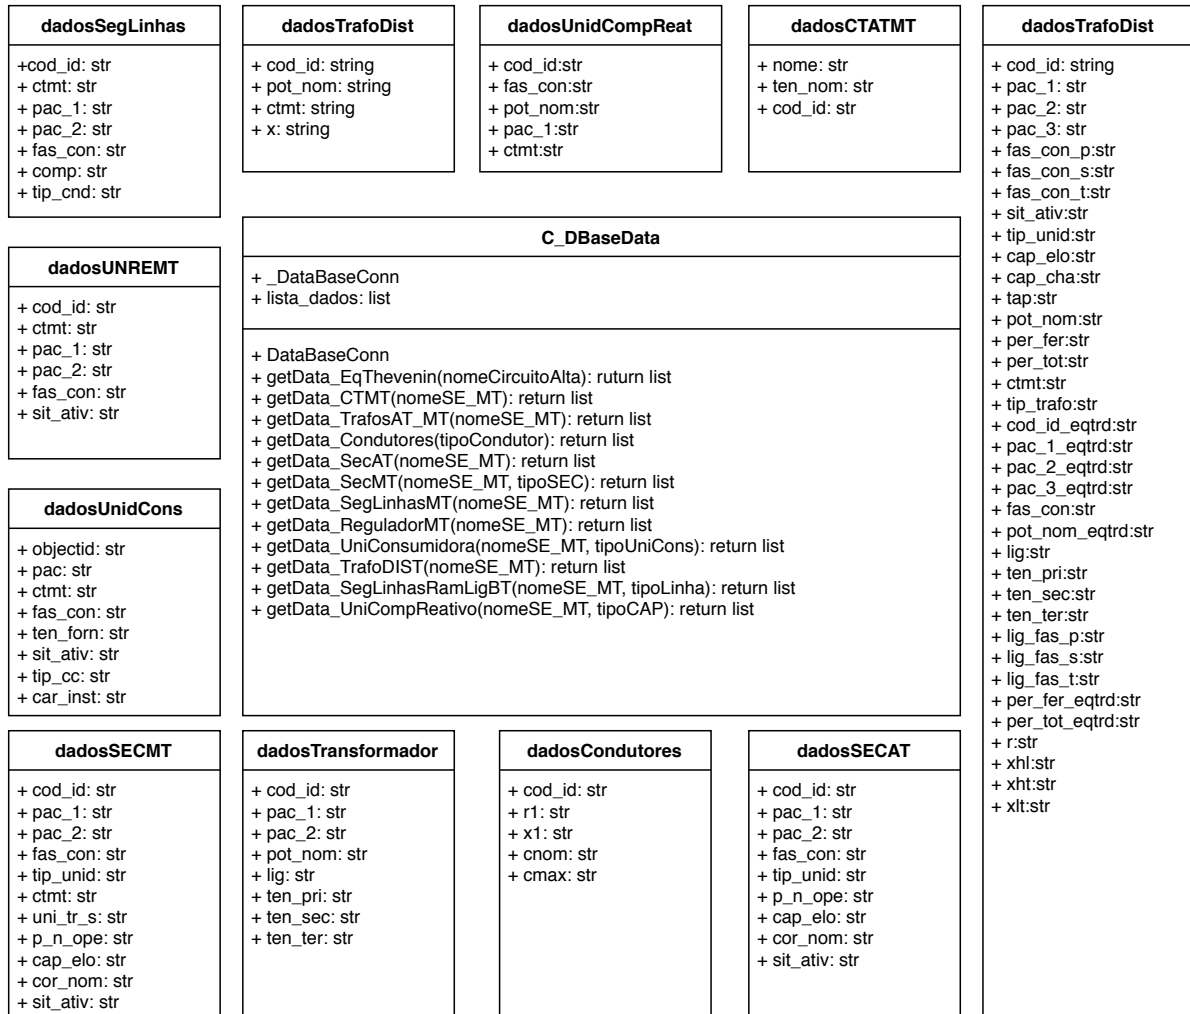 dadosSegLinhas
+cod_id: str
+ ctmt: str
+ pac_1: str
+ pac_2: str
+ fas_con: str
+ comp: str
+ tip_cnd: str
dadosTrafoDist
+ cod_id: string
+ pot_nom: string
+ ctmt: string
+ x: string
dadosUnidCompReat
+ cod_id:str
+ fas_con:str
+ pot_nom:str
+ pac_1:str
+ ctmt:str
dadosCTATMT
+ nome: str
+ ten_nom: str
+ cod_id: str
dadosTrafoDist
+ cod_id: string
+ pac_1: str
+ pac_2: str
+ pac_3: str
+ fas_con_p:str
+ fas_con_s:str
+ fas_con_t:str
+ sit_ativ:str
+ tip_unid:str
+ cap_elo:str
+ cap_cha:str
+ tap:str
+ pot_nom:str
+ per_fer:str
+ per_tot:str
+ ctmt:str
+ tip_trafo:str
+ cod_id_eqtrd:str
+ pac_1_eqtrd:str
+ pac_2_eqtrd:str
+ pac_3_eqtrd:str
+ fas_con:str
+ pot_nom_eqtrd:str
+ lig:str
+ ten_pri:str
+ ten_sec:str
+ ten_ter:str
+ lig_fas_p:str
+ lig_fas_s:str
+ lig_fas_t:str
+ per_fer_eqtrd:str
+ per_tot_eqtrd:str
+ r:str
+ xhl:str
+ xht:str
+ xlt:str
dadosUNREMT
+ cod_id: str
+ ctmt: str
+ pac_1: str
+ pac_2: str
+ fas_con: str
+ sit_ativ: str
C_DBaseData
+ _DataBaseConn
+ lista_dados: list
+ DataBaseConn
+ getData_EqThevenin(nomeCircuitoAlta): ruturn list
+ getData_CTMT(nomeSE_MT): return list
+ getData_TrafosAT_MT(nomeSE_MT): return list
+ getData_Condutores(tipoCondutor): return list
+ getData_SecAT(nomeSE_MT): return list
+ getData_SecMT(nomeSE_MT, tipoSEC): return list
+ getData_SegLinhasMT(nomeSE_MT): return list
+ getData_ReguladorMT(nomeSE_MT): return list
+ getData_UniConsumidora(nomeSE_MT, tipoUniCons): return list
+ getData_TrafoDIST(nomeSE_MT): return list
+ getData_SegLinhasRamLigBT(nomeSE_MT, tipoLinha): return list
+ getData_UniCompReativo(nomeSE_MT, tipoCAP): return list
dadosUnidCons
+ objectid: str
+ pac: str
+ ctmt: str
+ fas_con: str
+ ten_forn: str
+ sit_ativ: str
+ tip_cc: str
+ car_inst: str
dadosSECMT
+ cod_id: str
+ pac_1: str
+ pac_2: str
+ fas_con: str
+ tip_unid: str
+ ctmt: str
+ uni_tr_s: str
+ p_n_ope: str
+ cap_elo: str
+ cor_nom: str
+ sit_ativ: str
dadosTransformador
+ cod_id: str
+ pac_1: str
+ pac_2: str
+ pot_nom: str
+ lig: str
+ ten_pri: str
+ ten_sec: str
+ ten_ter: str
dadosCondutores
+ cod_id: str
+ r1: str
+ x1: str
+ cnom: str
+ cmax: str
dadosSECAT
+ cod_id: str
+ pac_1: str
+ pac_2: str
+ fas_con: str
+ tip_unid: str
+ p_n_ope: str
+ cap_elo: str
+ cor_nom: str
+ sit_ativ: str